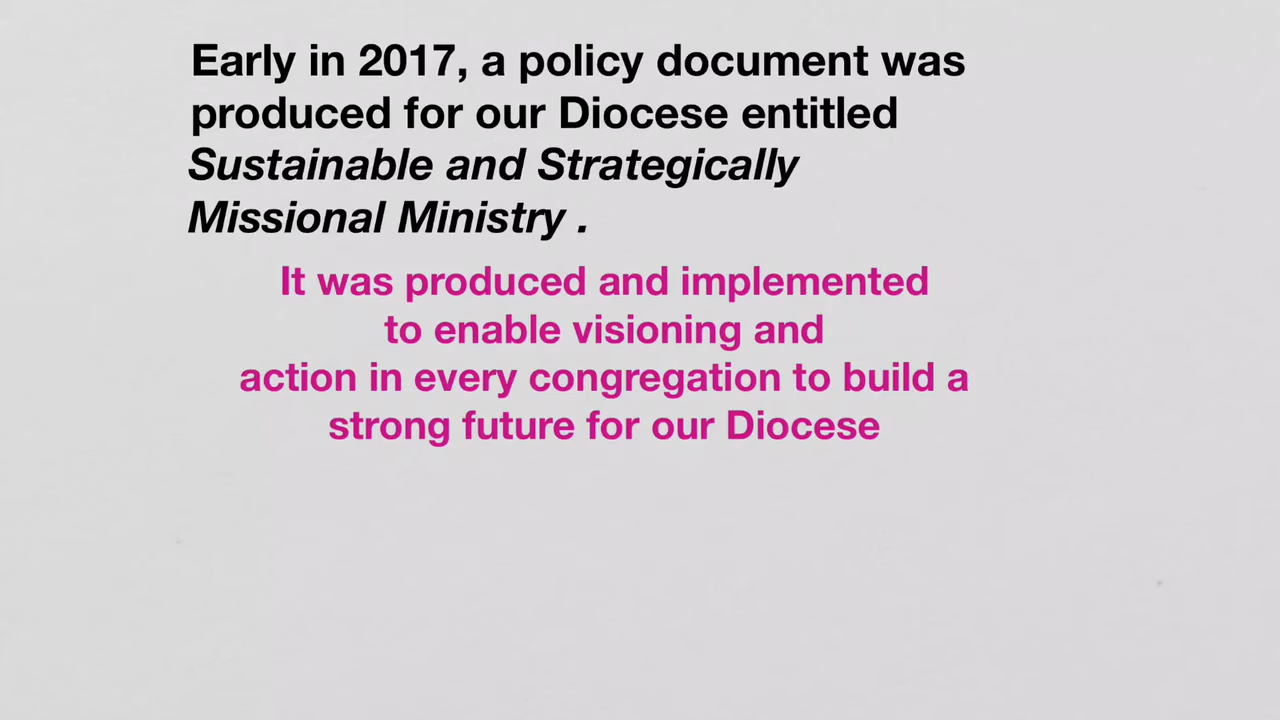 Early in 2017, a policy document was
produced for our Diocese entitled
Sustainable and Strategically
Missional Ministry .
It was produced and implemented
to enable visioning and
action in every congregation to build a
strong future for our Diocese